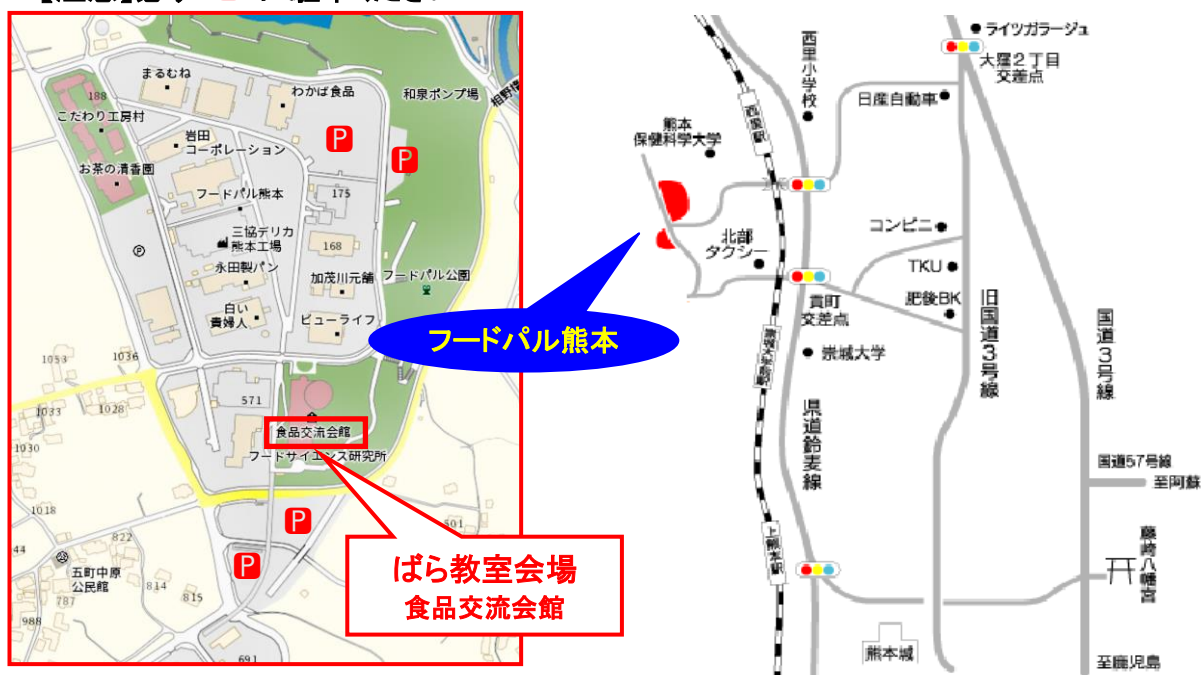 まるむね
わかば食品
和泉ポンプ場
188
こだわり工房村
P
P
岩田
コーポレーション
お茶の清香園
フードパル熊本
175
三協デリカ
熊本工場
168
P
永田製パン
加茂川元舗
フードパル公園
白い
貴婦人
ビューライフ
1053
1036
571
1033
1028
食品交流会館
フードサイエンス研究所
1030
1018
P
601
822
44
P
五町中原
公民館
814
787
815
988
691
ばら教室会場
食品交流会館
フードパル熊本
ライツガラージュ
大窪2丁目
交差点
西里小学校
日産自動車
西里駅
熊本
保健科学大学
コンビニ
北部
タクシー
TKU
肥後BK
貢町
交差点
旧国道3号線
国道3号線
崇城大学
崇城大学前駅
県道鈴麦線
国道57号線
至阿蘇
上熊本駅
藤崎八幡宮
熊本城
至鹿児島